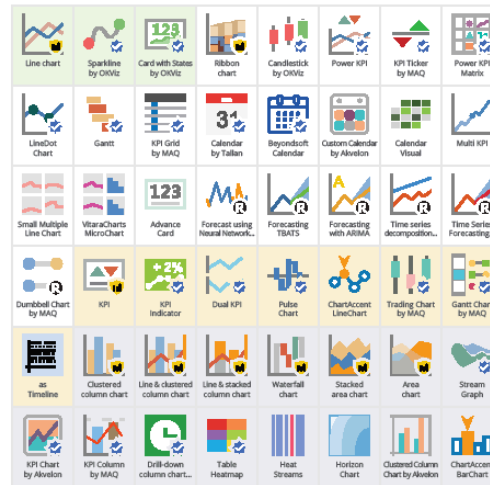 Line chart
Sparkline
by OKViz
Card with States
by OKViz
123
Ribbon
chart
Candlestick
by OKViz
Power KPI
KPI Ticker
by MAQ
Power KPI
Matrix
LineDot
Chart
Gantt
KPI Grid
by MAQ
31
Calendar
by Tallan
Beyondsoft
Calendar
Custom Calendar
by Akvelon
Calendar
Visual
Multi KPI
Small Multiple
Line Chart
VitaraCharts
MicroChart
123
Advance
Card
R
Forecast using
Neural Network...
R
Forecasting
TBATS
A
R
Forecasting
with ARIMA
R
Time series
decomposition...
R
Time Series
Forecasting
R
Dumbbell Chart
by MAQ
KPI
+2%
KPI
Indicator
Dual KPI
Pulse
Chart
ChartAccent
LineChart
Trading Chart
by MAQ
Gantt Char
by MAQ
as
Timeline
Clustered
column chart
Line & clustered
column chart
Line & stacked
column chart
Waterfall
chart
Stacked
area chart
Area
chart
Stream
Graph
KPI Chart
by Akvelon
KPI Column
by MAQ
Drill-down
column chart...
Table
Heatmap
Heat
Streams
Horizon
Chart
Clustered Column
Chart by Akvelon
ChartAccen
BarChart